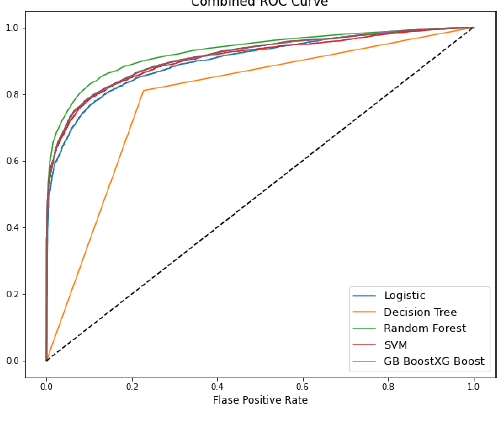 Combined ROC Curve
1.0
0.8
0.6
0.4
0.2
0.0
0.0 0.2 0.4 0.6 0.8 1.0
Flase Positive Rate
Logistic
Decision Tree
Random Forest
SVM
GB BoostXG Boost